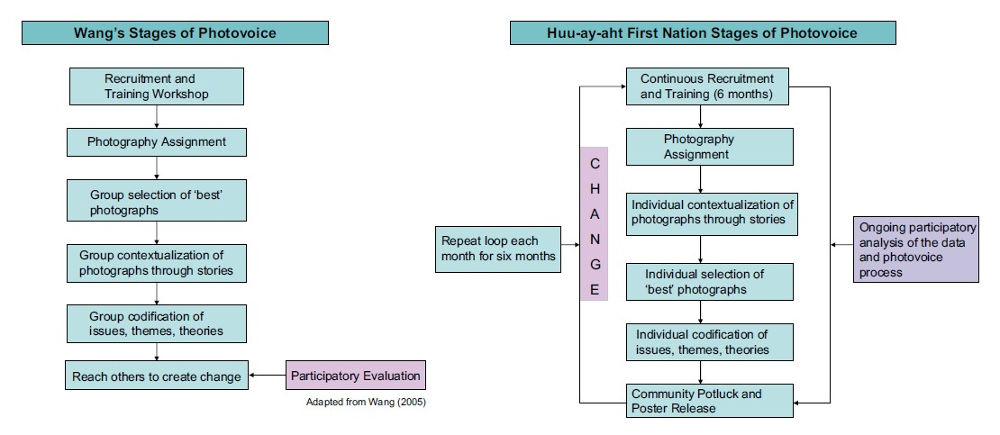 Wang’s Stages of Photovoice
Recruitment and
Training Workshop
Photography Assignment
Group selection of ‘best’
photographs
Group contextualization of
photographs through stories
Group codification of
issues, themes, theories
Reach others to create change
Participatory Evaluation
Adapted from Wang (2005)
Huu-ay-aht First Nation Stages of Photovoice
Continuous Recruitment
and Training (6 months)
Photography
Assignment
Individual contextualization of
photographs through stories
Individual selection of
‘best’ photographs
Individual codification of
issues, themes, theories
Community Potluck and
Poster Release
Repeat loop each
month for six months
C
H
A
N
G
E
Ongoing participatory
analysis of the data
and photovoice
process